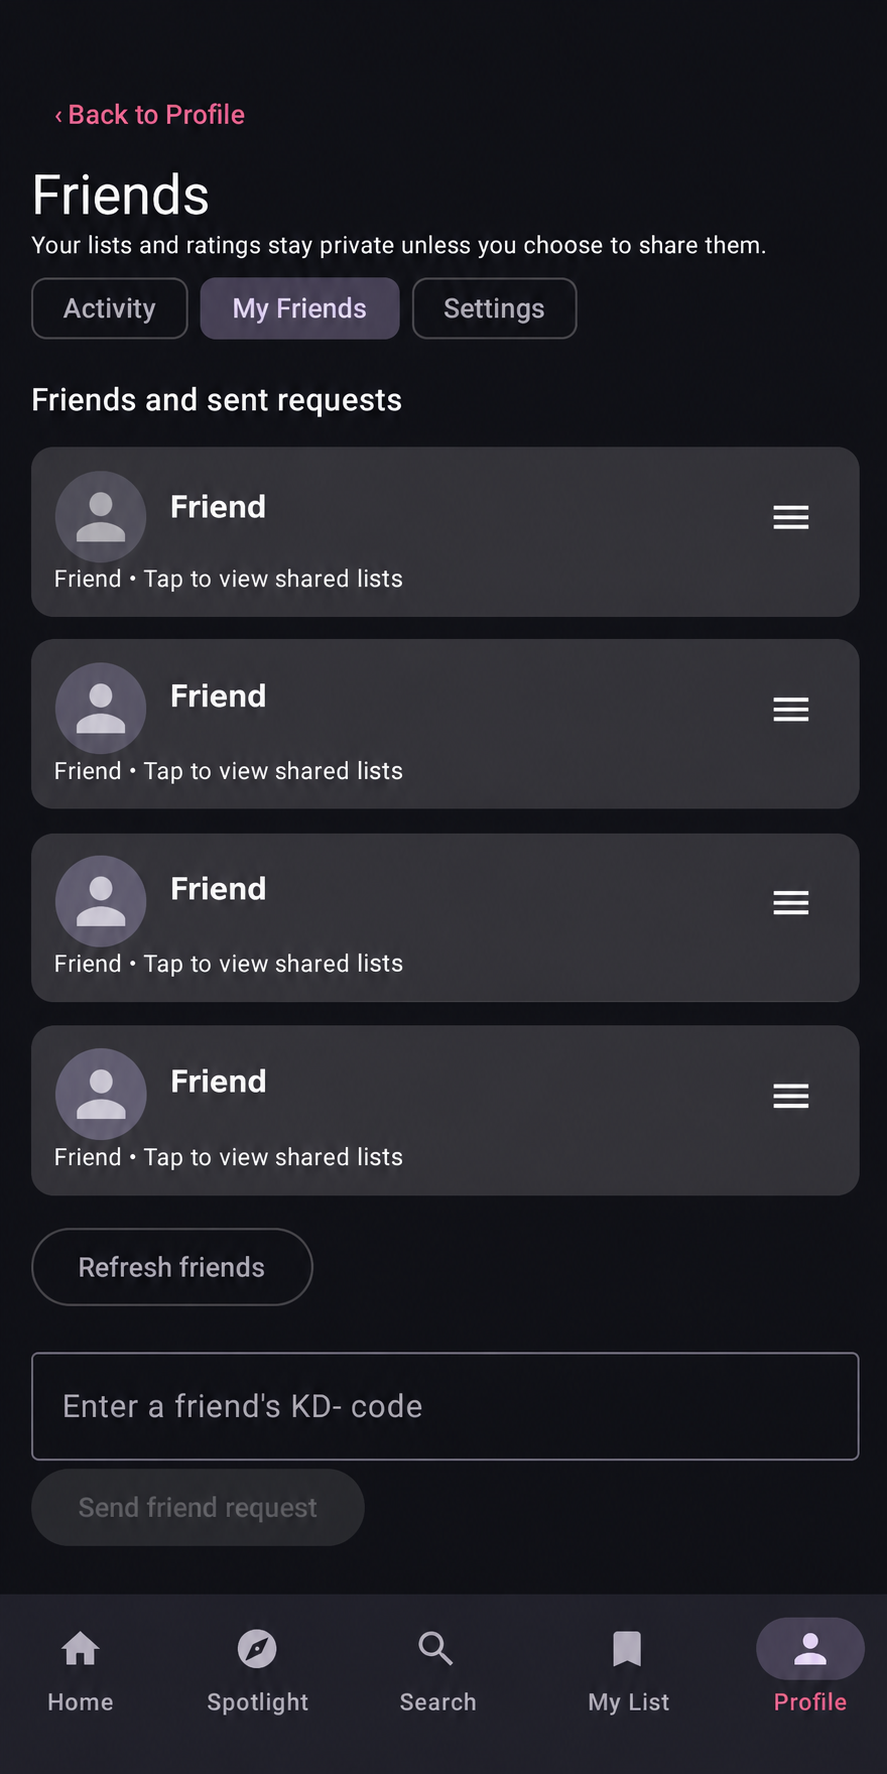 ‹ Back to Profile
Friends
Your lists and ratings stay private unless you choose to share them.
Activity My Friends Settings
Friends and sent requests
Friend
Friend • Tap to view shared lists
Friend
Friend • Tap to view shared lists
Friend
Friend • Tap to view shared lists
Friend
Friend • Tap to view shared lists
Refresh friends
Enter a friend's KD- code
Send friend request
Home Spotlight Search My List Profile